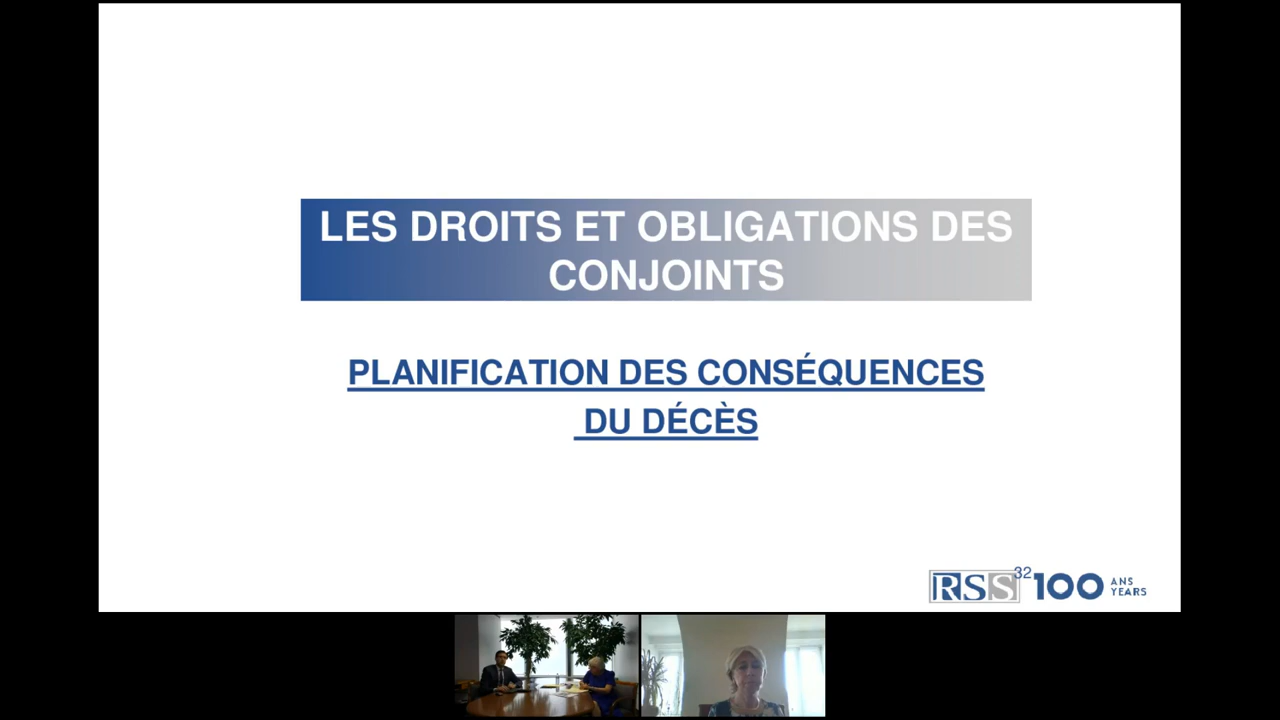 LES DROITS ET OBLIGATIONS DES
CONJOINTS
PLANIFICATION DES CONSÉQUENCES
DU DÉCÈS
32
RSS 100 ANS
YEARS